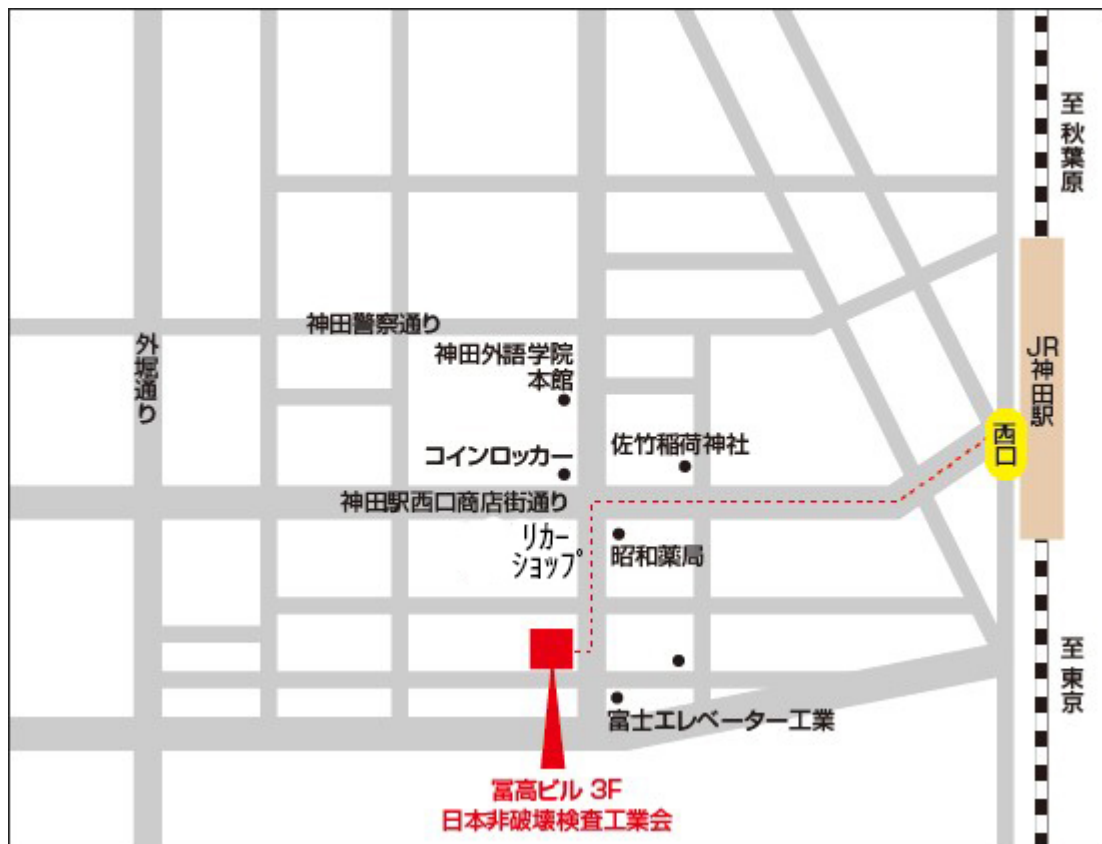 至秋葉原
神田警察通り
外堀通り
神田外語学院
本館
JR神田駅
西口
コインロッカー
佐竹稲荷神社
神田駅西口商店街通り
リカー
ショップ
昭和薬局
至東京
富士エレベーター工業
冨高ビル 3F
日本非破壊検査工業会